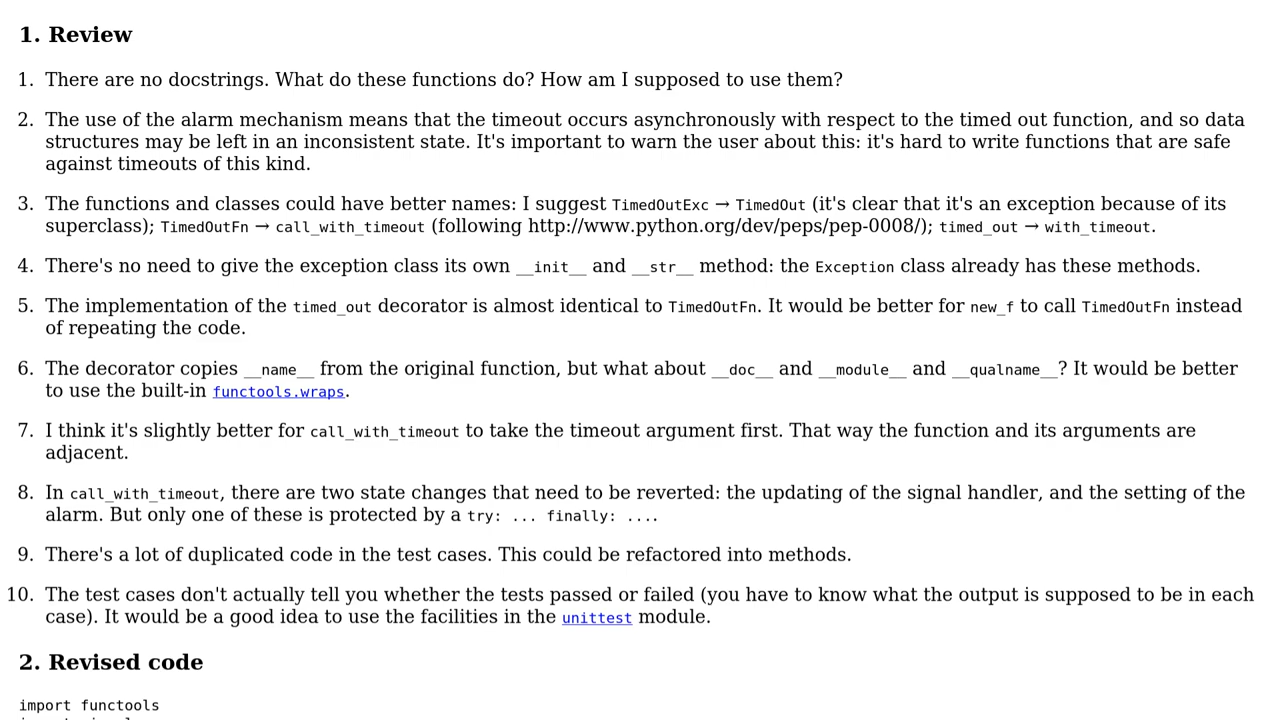 1. Review
1. There are no docstrings. What do these functions do? How am I supposed to use them?
2. The use of the alarm mechanism means that the timeout occurs asynchronously with respect to the timed out function, and so data
structures may be left in an inconsistent state. It's important to warn the user about this: it's hard to write functions that are safe
against timeouts of this kind.
3. The functions and classes could have better names: I suggest TimedOutExc → TimedOut (it's clear that it's an exception because of its
superclass); TimedOutFn → call_with_timeout (following http://www.python.org/dev/peps/pep-0008/); timed_out → with_timeout.
4. There's no need to give the exception class its own __init__ and __str__ method: the Exception class already has these methods.
5. The implementation of the timed_out decorator is almost identical to TimedOutFn. It would be better for new_f to call TimedOutFn instead
of repeating the code.
6. The decorator copies __name__ from the original function, but what about __doc__ and __module__ and __qualname__? It would be better
to use the built-in functools.wraps.
7. I think it's slightly better for call_with_timeout to take the timeout argument first. That way the function and its arguments are
adjacent.
8. In call_with_timeout, there are two state changes that need to be reverted: the updating of the signal handler, and the setting of the
alarm. But only one of these is protected by a try: ... finally: ....
9. There's a lot of duplicated code in the test cases. This could be refactored into methods.
10. The test cases don't actually tell you whether the tests passed or failed (you have to know what the output is supposed to be in each
case). It would be a good idea to use the facilities in the unittest module.
2. Revised code
import functools